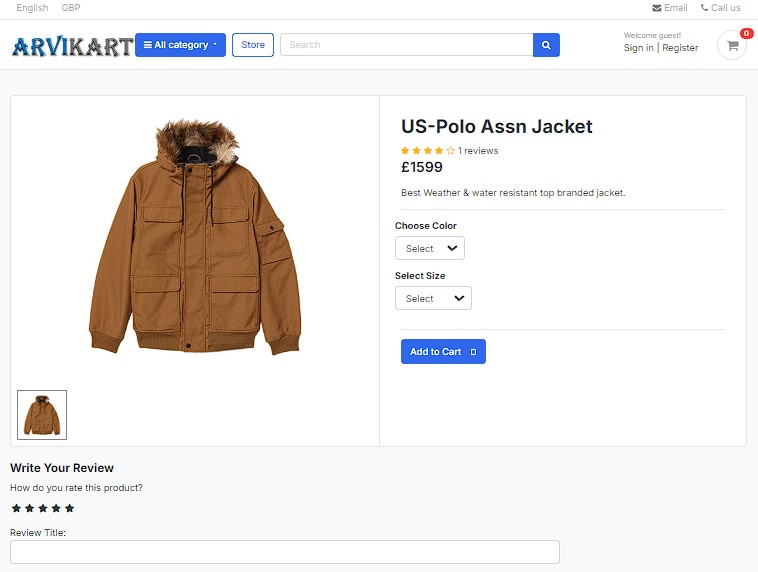 English GBP Email Call us
ARVIKART All category Store Search Welcome guest! 0
Sign in | Register
US-Polo Assn Jacket
1 reviews
£1599
Best Weather & water resistant top branded jacket.
Choose Color
Select
Select Size
Select
Add to Cart
Write Your Review
How do you rate this product?
Review Title: